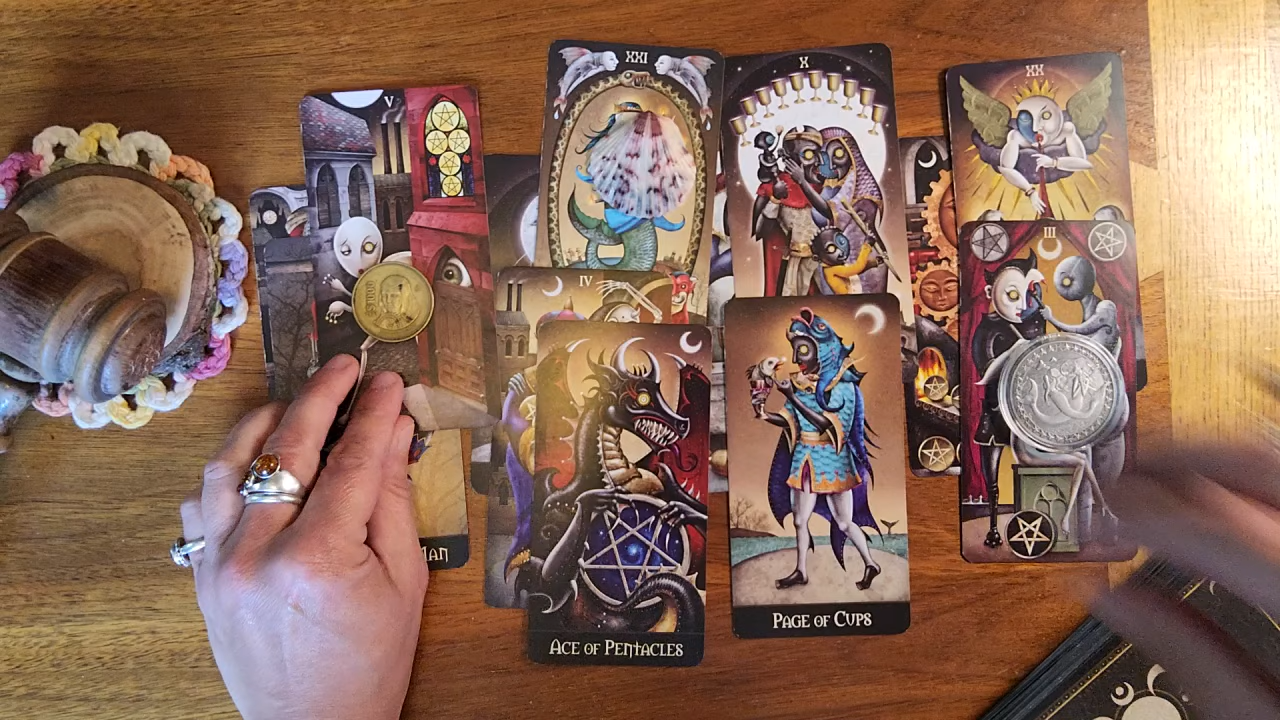 V
XXI
X
XX
IV
III
MAN
ACE OF PENTACLES
PAGE OF CUPS